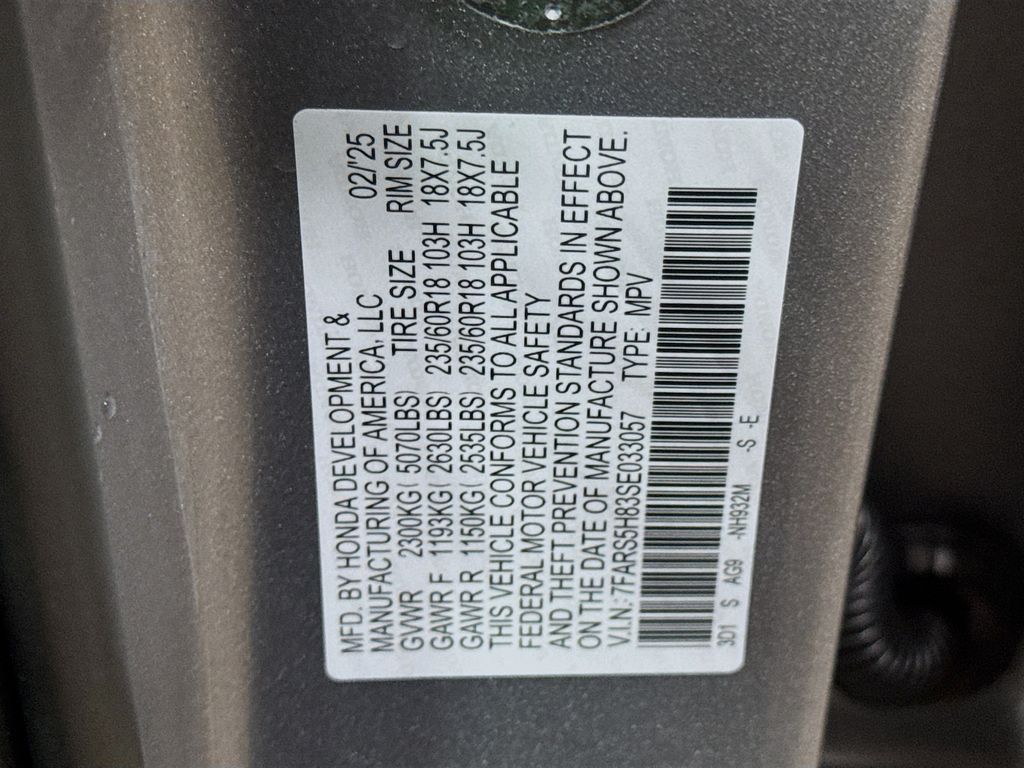 MFD. BY HONDA DEVELOPMENT &
MANUFACTURING OF AMERICA, LLC 02/'25
GVWR 2300KG( 5070LBS) TIRE SIZE RIM SIZE
GAWR F 1193KG( 2630LBS) 235/60R18 103H 18X7.5J
GAWR R 1150KG( 2535LBS) 235/60R18 103H 18X7.5J
THIS VEHICLE CONFORMS TO ALL APPLICABLE
FEDERAL MOTOR VEHICLE SAFETY
AND THEFT PREVENTION STANDARDS IN EFFECT
ON THE DATE OF MANUFACTURE SHOWN ABOVE.
V.I.N.: 7FARS5H83SE033057 TYPE: MPV
3D1 S AG9 -NH932M -S -E